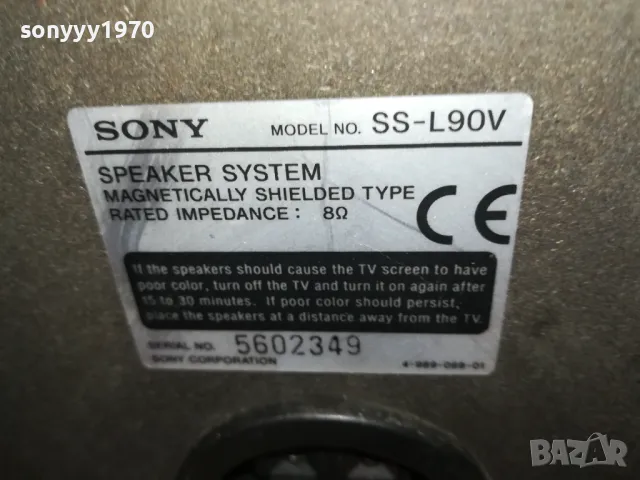 sonyyy1970
SONY MODEL NO. SS-L90V
SPEAKER SYSTEM
MAGNETICALLY SHIELDED TYPE
RATED IMPEDANCE: 8Ω
CE
If the speakers should cause the TV screen to have
poor color, turn off the TV and turn it on again after
15 to 30 minutes. If poor color should persist,
place the speakers at a distance away from the TV.
SERIAL NO. 5602349
SONY CORPORATION 4-989-099-01
BAZAR